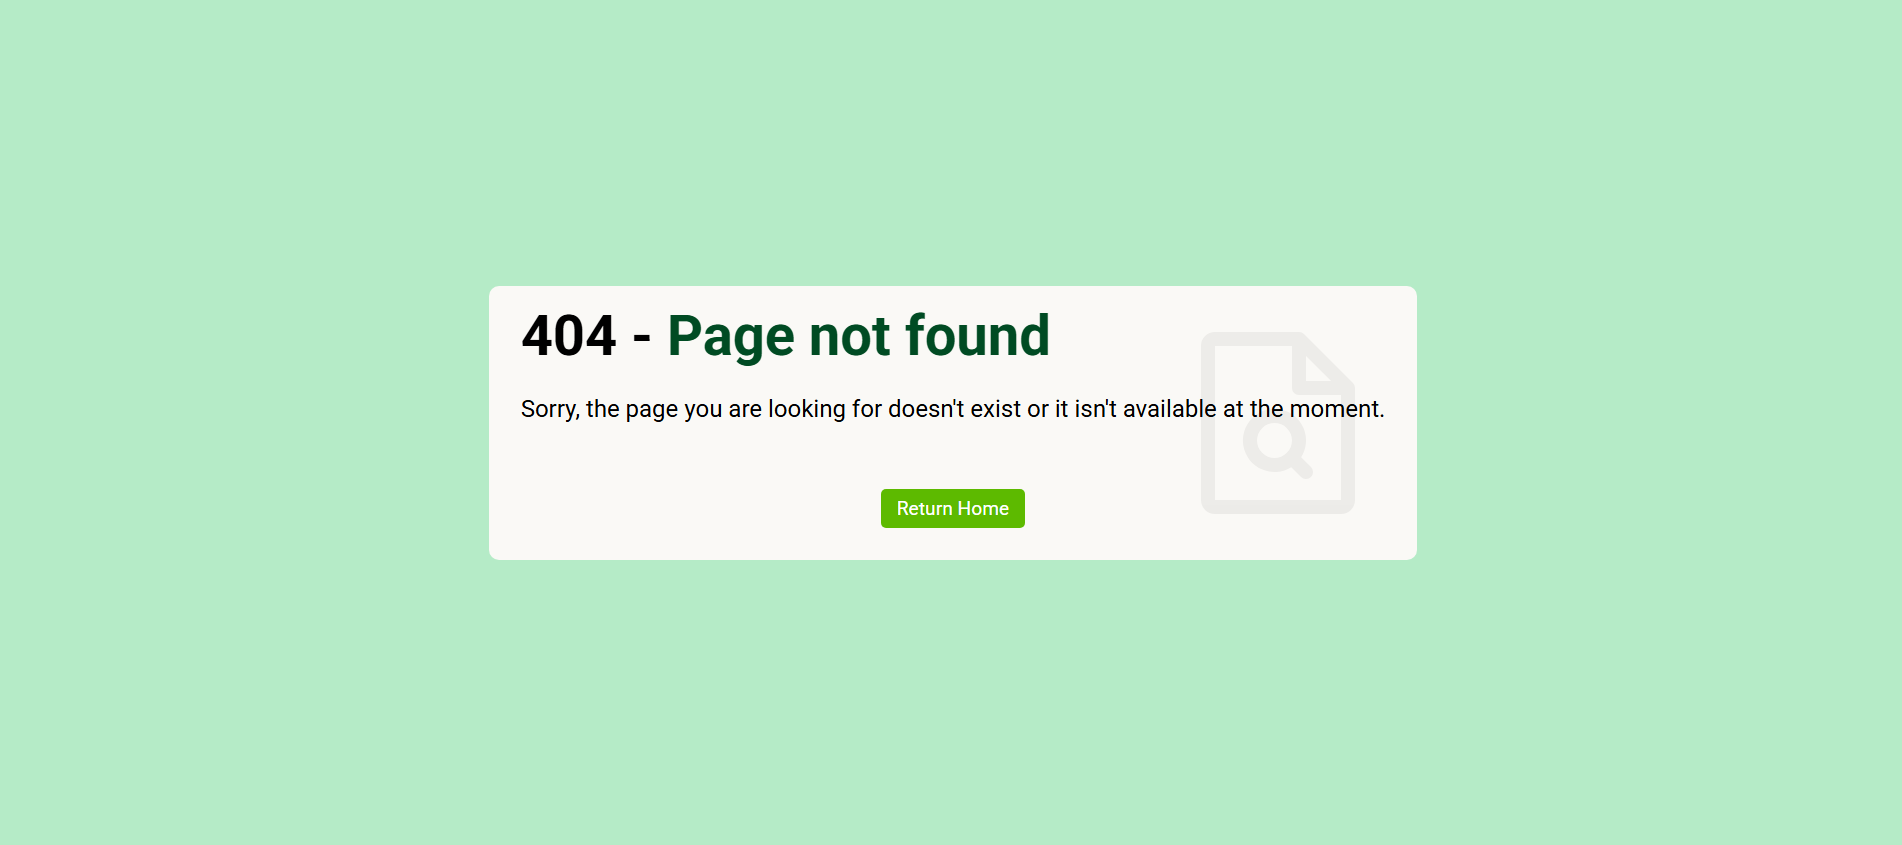 404 - Page not found
Sorry, the page you are looking for doesn't exist or it isn't available at the moment.
Return Home